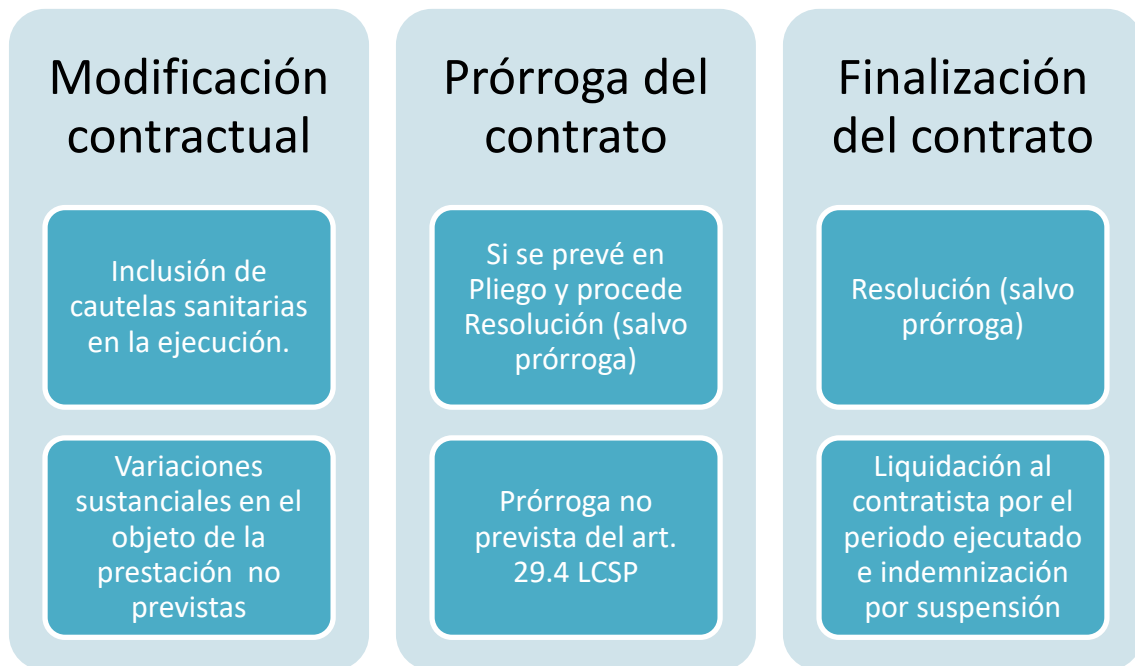 Modificación
contractual
Inclusión de
cautelas sanitarias
en la ejecución.
Variaciones
sustanciales en el
objeto de la
prestación no
previstas
Prórroga del
contrato
Si se prevé en
Pliego y procede
Resolución (salvo
prórroga)
Prórroga no
prevista del art.
29.4 LCSP
Finalización
del contrato
Resolución (salvo
prórroga)
Liquidación al
contratista por el
periodo ejecutado
e indemnización
por suspensión